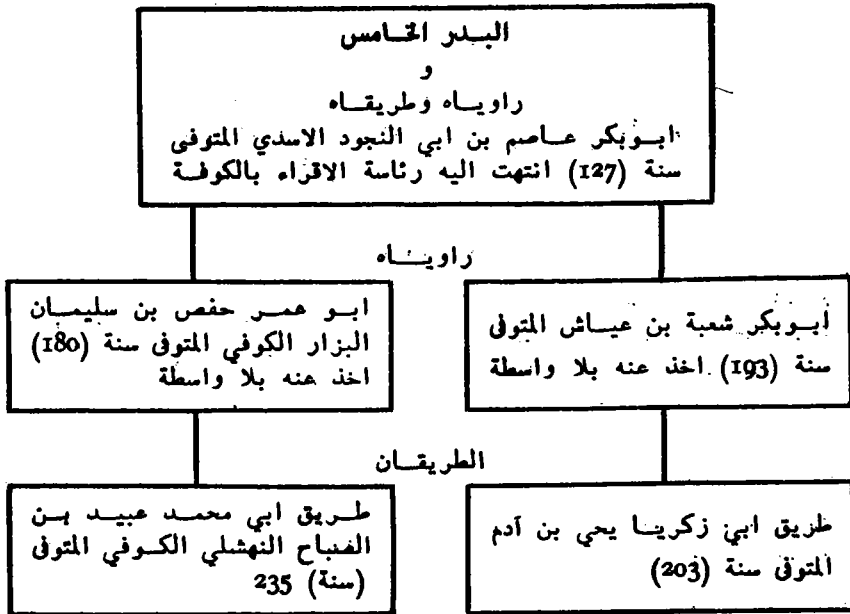 البدر الخامس
و
راوياه وطريقاه
ابوبكر عاصم بن ابي النجود الاسدي المتوفى
سنة (127) انتهت اليه رئاسة الاقراء بالكوفة
راوياه
أبوبكر شعبة بن عياش المتوفى
سنة (193) اخذ عنه بلا واسطة
ابو عمر حفص بن سليمان
البزار الكوفي المتوفى سنة (180)
اخذ عنه بلا واسطة
الطريقان
طريق ابي زكريا يحي بن آدم
المتوفى سنة (203)
طريق ابي محمد عبيد بن
الصباح النهشلي الكوفي المتوفى
(سنة) 235